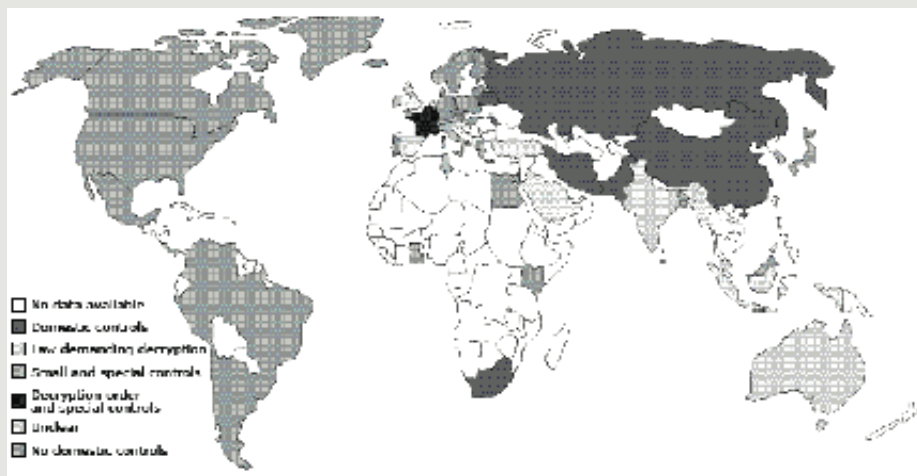 No data available
Domestic controls
Law demanding decryption
Small and special controls
Decryption order
and special controls
Unclear
No domestic controls